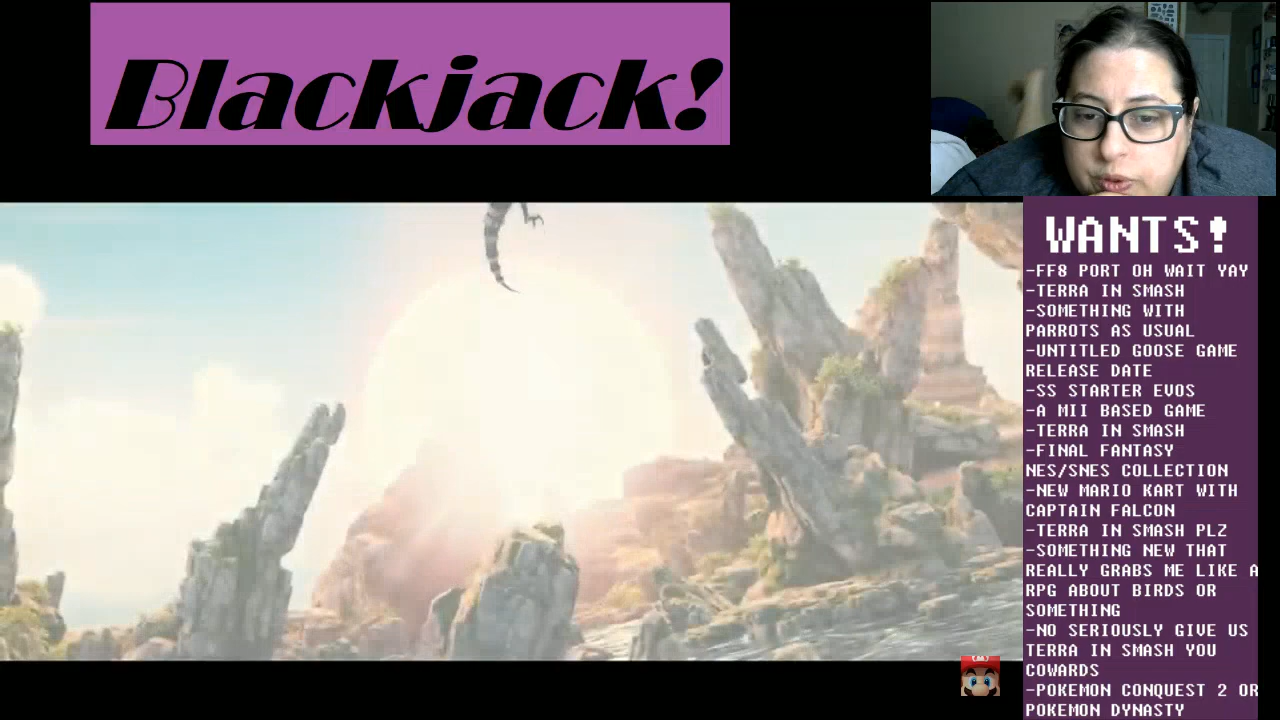 Blackjack!
WANTS!
-FF8 PORT OH WAIT YAY
-TERRA IN SMASH
-SOMETHING WITH
PARROTS AS USUAL
-UNTITLED GOOSE GAME
RELEASE DATE
-SS STARTER EVOS
-A MII BASED GAME
-TERRA IN SMASH
-FINAL FANTASY
NES/SNES COLLECTION
-NEW MARIO KART WITH
CAPTAIN FALCON
-TERRA IN SMASH PLZ
-SOMETHING NEW THAT
REALLY GRABS ME LIKE A
RPG ABOUT BIRDS OR
SOMETHING
-NO SERIOUSLY GIVE US
TERRA IN SMASH YOU
COWARDS
-POKEMON CONQUEST 2 OR
POKEMON DYNASTY